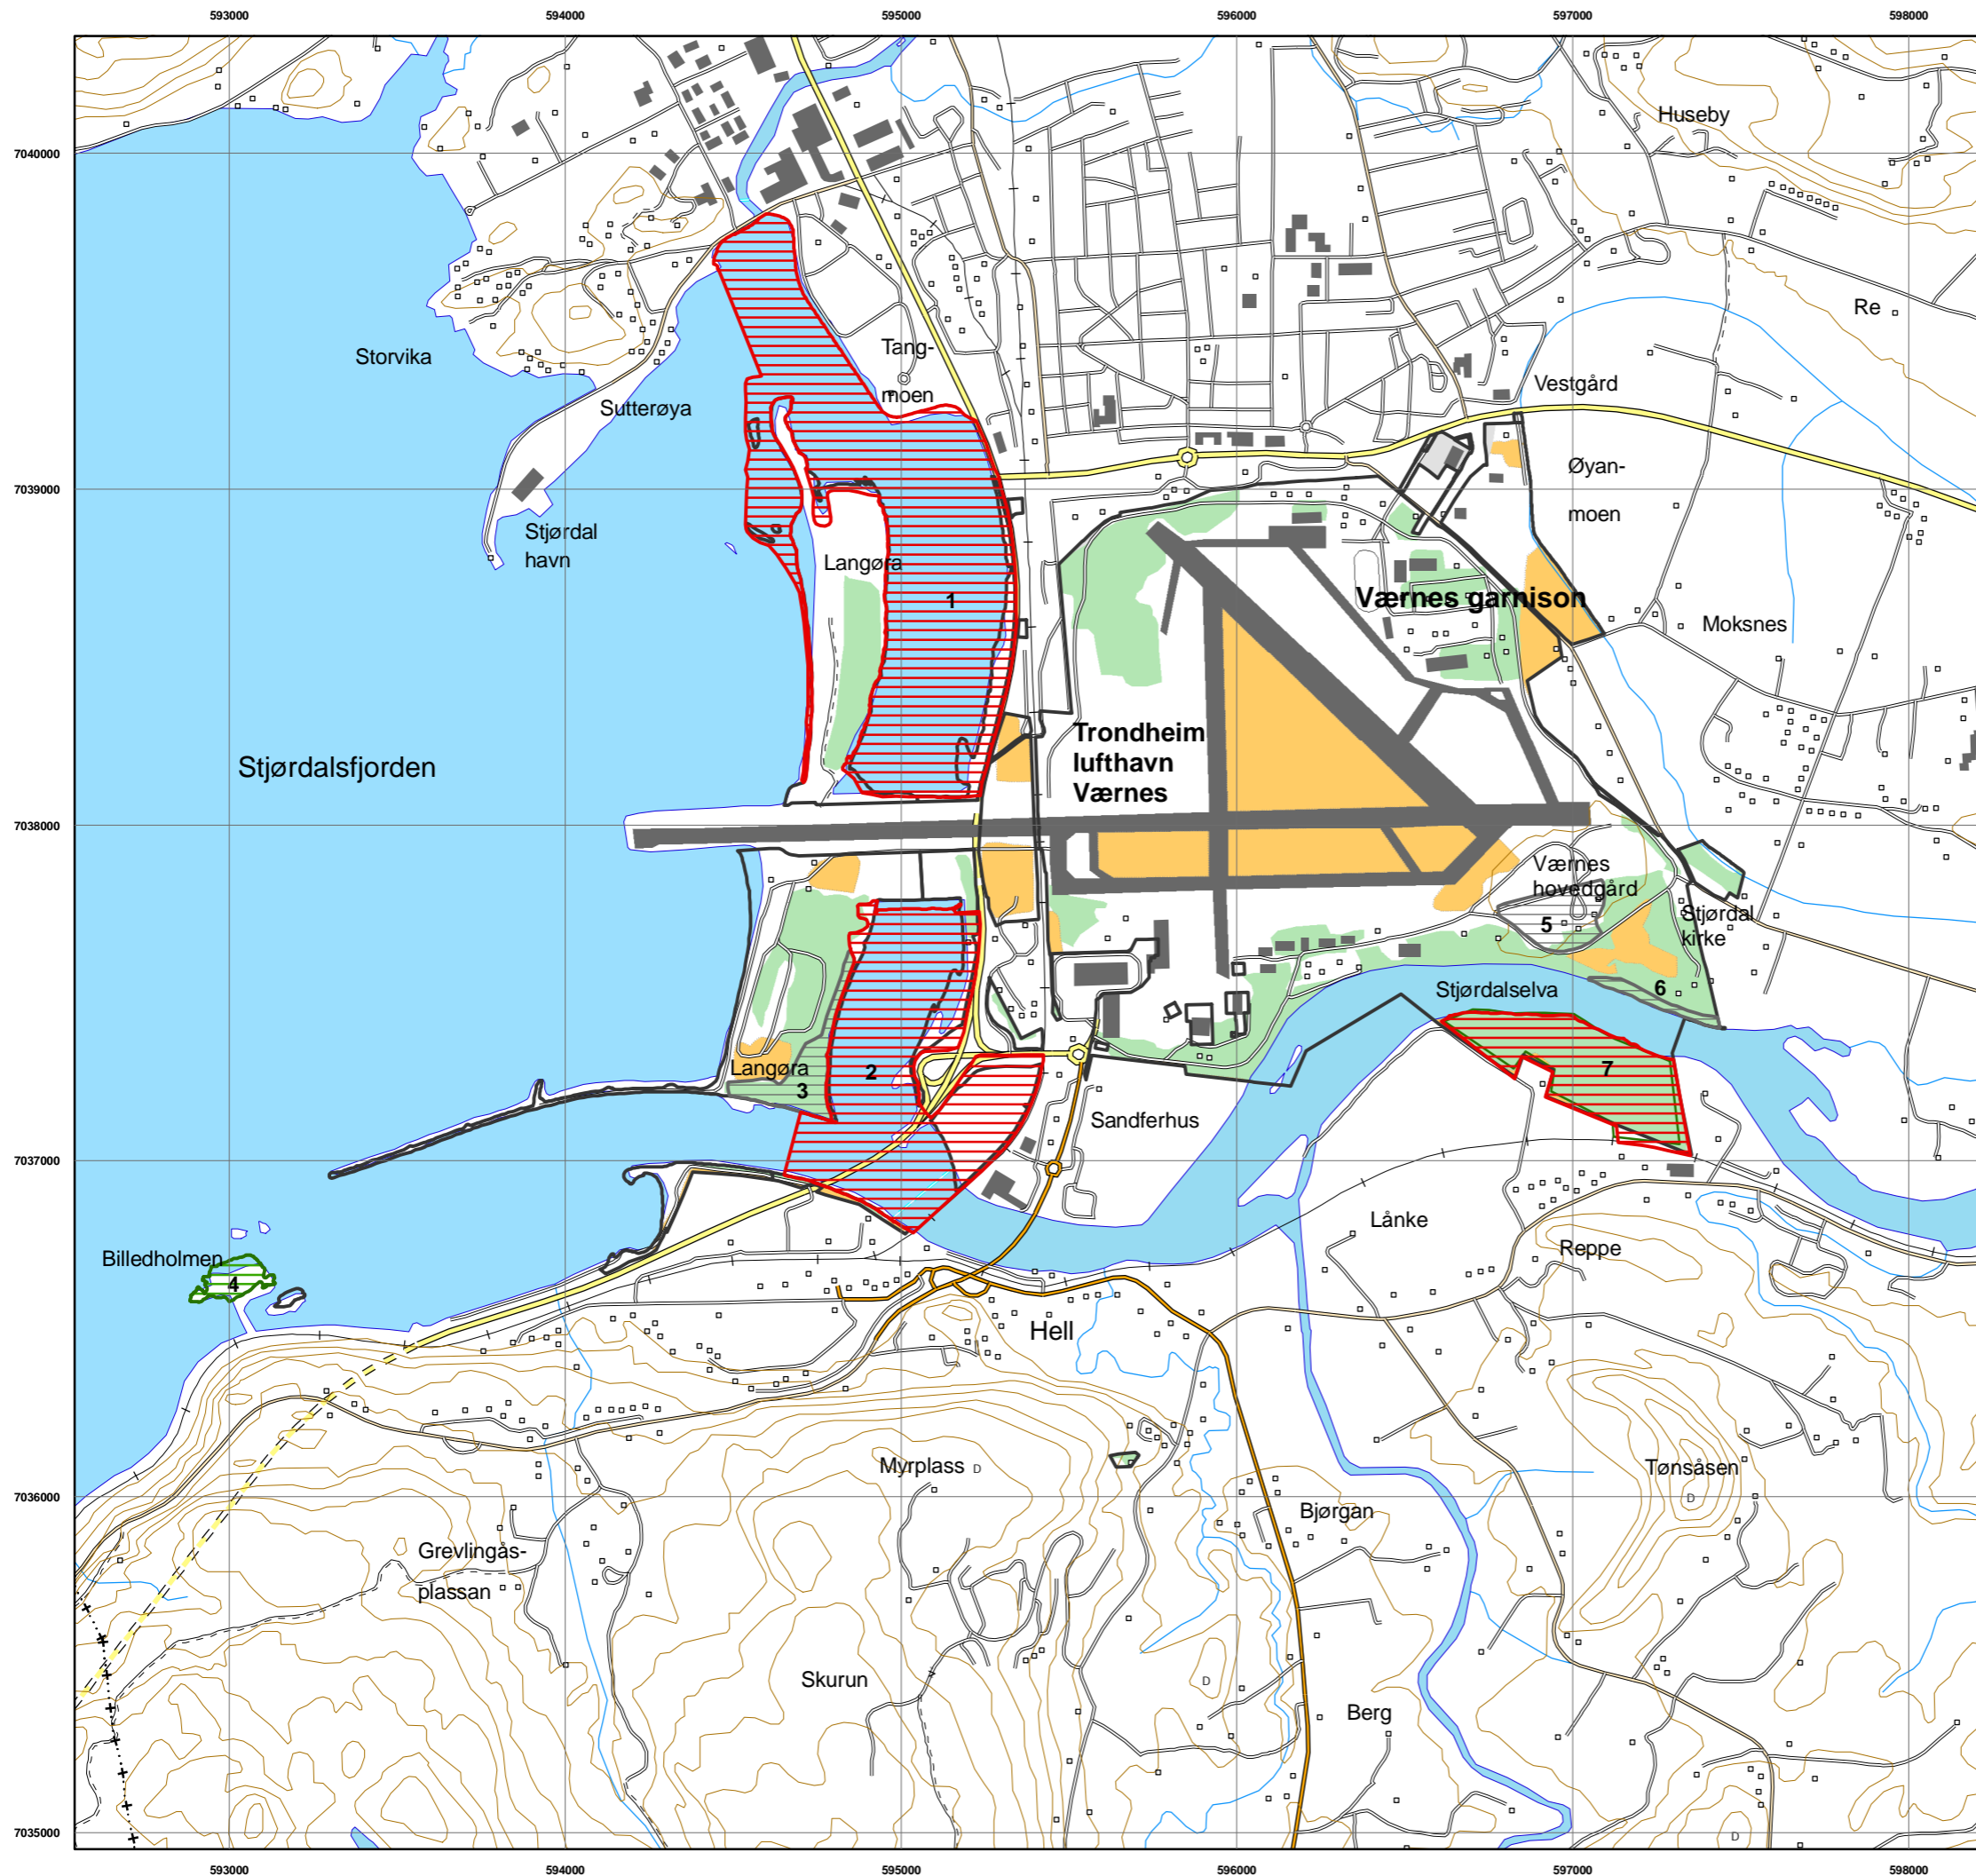 593000 594000 595000 596000 597000 598000
Huseby
7040000
Re
Storvika
Tang-
moen
Vestgård
Sutterøya
Øyan-
moen
7039000
Stjørdal
havn
Langøra
1
Værnes garnison
Moksnes
Trondheim
lufthavn
Værnes
Stjørdalsfjorden
7038000
Værnes
hovedgård
Stjørdal
kirke
5
Stjørdalselva
6
Langøra
2
3
7
Sandferhus
7037000
Lånke
Reppe
Billedholmen
4
Hell
Myrplass D
Tønsåsen
D
7036000
Bjørgan
Grevlingås-
plassan
Skurun
D
Berg
7035000
D
593000 594000 595000 596000 597000 598000